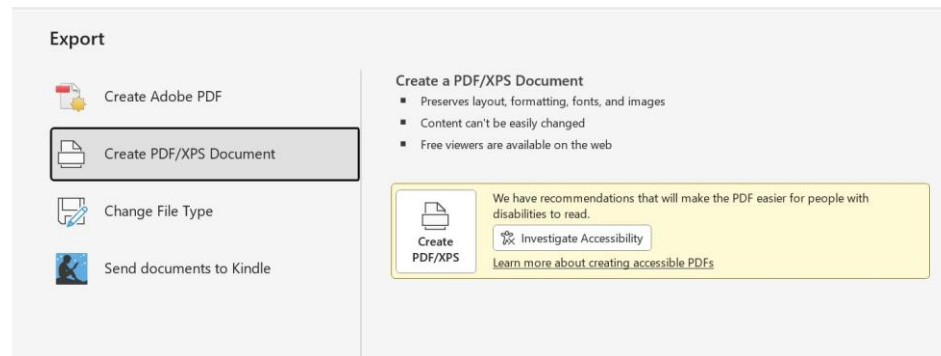 Export
Create Adobe PDF
Create PDF/XPS Document
Change File Type
Send documents to Kindle
Create a PDF/XPS Document
Preserves layout, formatting, fonts, and images
Content can't be easily changed
Free viewers are available on the web
Create
PDF/XPS
We have recommendations that will make the PDF easier for people with
disabilities to read.
Investigate Accessibility
Learn more about creating accessible PDFs